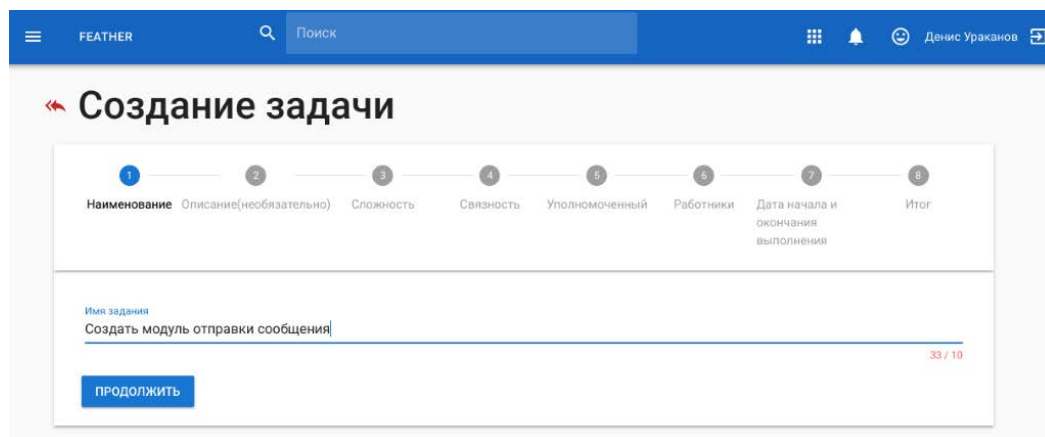 FEATHER
Поиск
Денис Ураканов
Создание задачи
1 2 3 4 5 6 7 8
Наименование Описание(необязательно) Сложность Связность Уполномоченный Работники Дата начала и Итог
окончания
выполнения
Имя задания
Создать модуль отправки сообщения
33 / 10
ПРОДОЛЖИТЬ